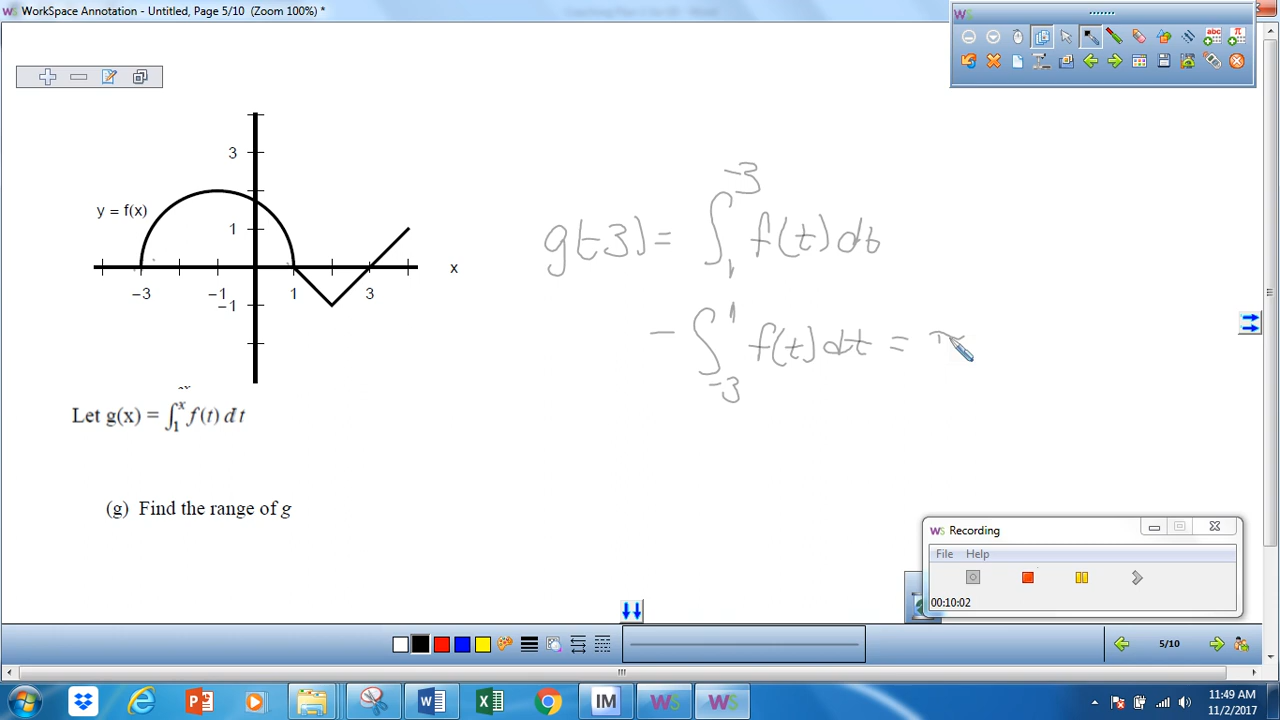 WorkSpace Annotation - Untitled, Page 5/10 (Zoom 100%) *
3
y = f(x)
1
x
−3
−1
1
3
−1
g(-3) = ∫₁⁻³ f(t) dt
- ∫₋₃¹ f(t) dt = π
Let g(x) = ∫₁ˣ f(t) dt
(g) Find the range of g
Recording
File Help
00:10:02
5/10
11:49 AM
11/2/2017